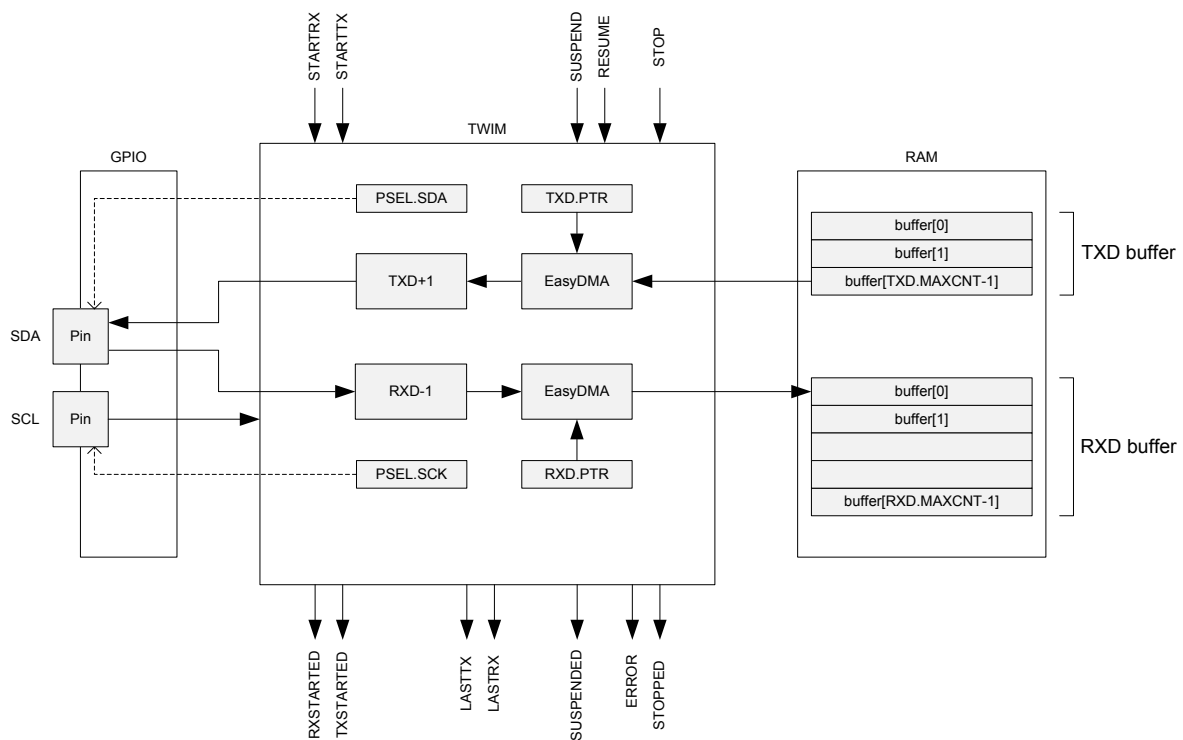 STARTRX
STARTTX
SUSPEND
RESUME
STOP
TWIM
GPIO
RAM
PSEL.SDA
TXD.PTR
buffer[0]
buffer[1]
buffer[TXD.MAXCNT-1]
TXD buffer
TXD+1
EasyDMA
SDA
Pin
RXD-1
EasyDMA
SCL
Pin
buffer[0]
buffer[1]
buffer[RXD.MAXCNT-1]
RXD buffer
PSEL.SCK
RXD.PTR
RXSTARTED
TXSTARTED
LASTTX
LASTRX
SUSPENDED
ERROR
STOPPED